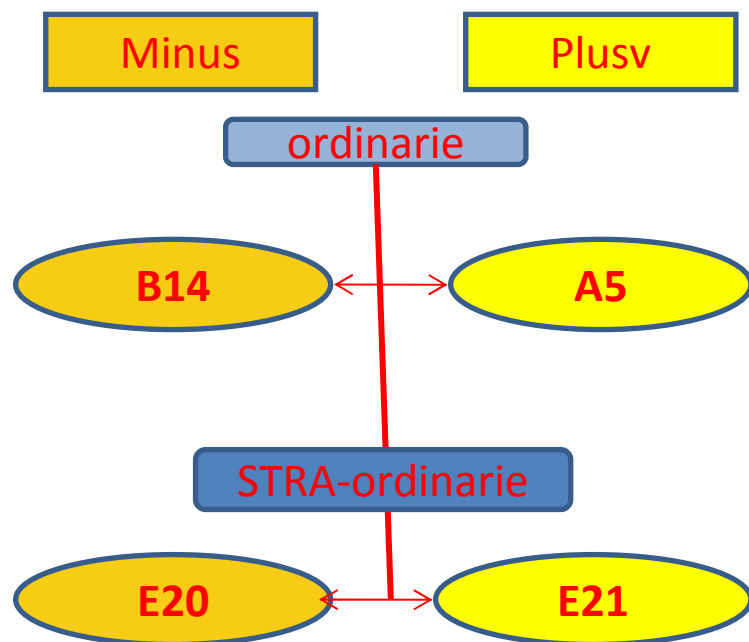 Minus
Plusv
ordinarie
B14
A5
STRA-ordinarie
E20
E21